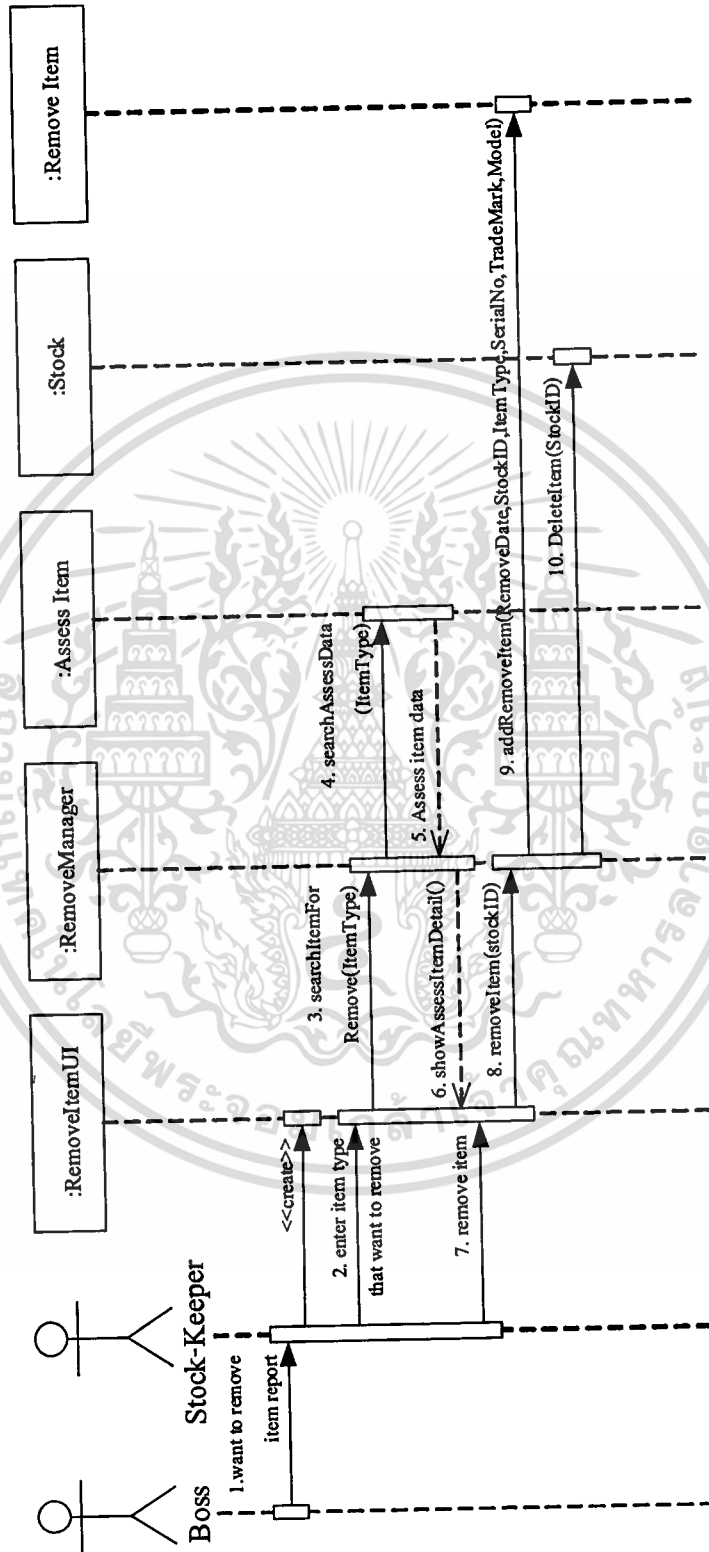 Boss
Stock-Keeper
:RemoveItemUI
:RemoveManager
:Assess Item
:Stock
:Remove Item
1.want to remove
item report
<<create>>
2. enter item type
that want to remove
3. searchItemFor
Remove(ItemType)
4. searchAssessData
(ItemType)
5. Assess item data
6. showAssessItemDetail()
7. remove item
8. removeItem(stockID)
9. addRemoveItem(RemoveDate,StockID,ItemType,SerialNo,TradeMark,Model)
10. DeleteItem(StockID)